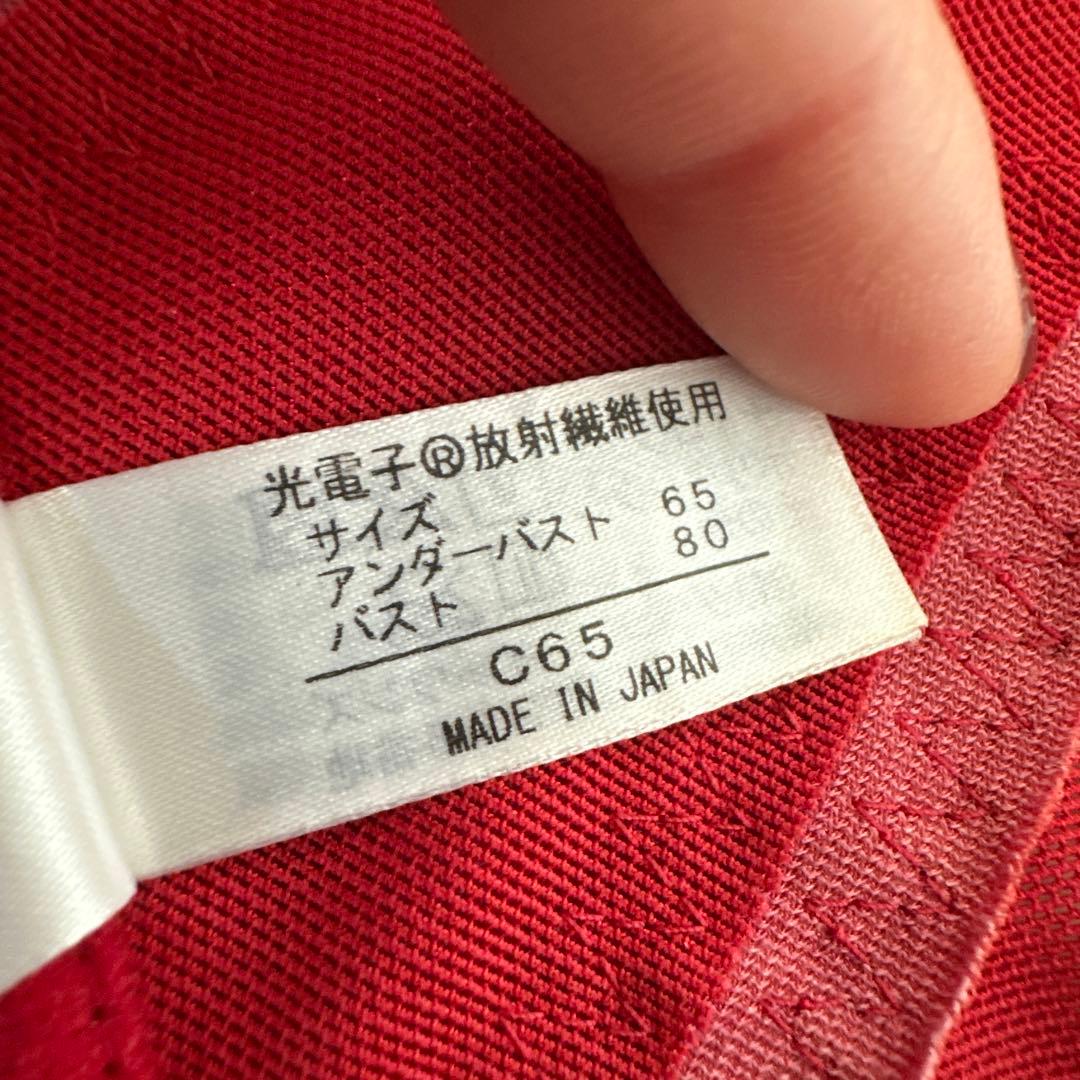 光電子®放射繊維使用
サイズ
アンダーバスト 65
バスト 80
C65
MADE IN JAPAN